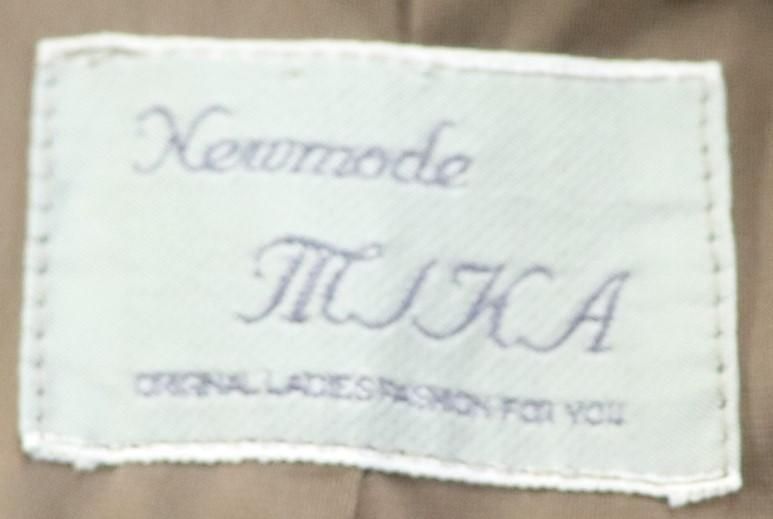 Newmode
MIKA
ORIGINAL LADIES FASHION FOR YOU